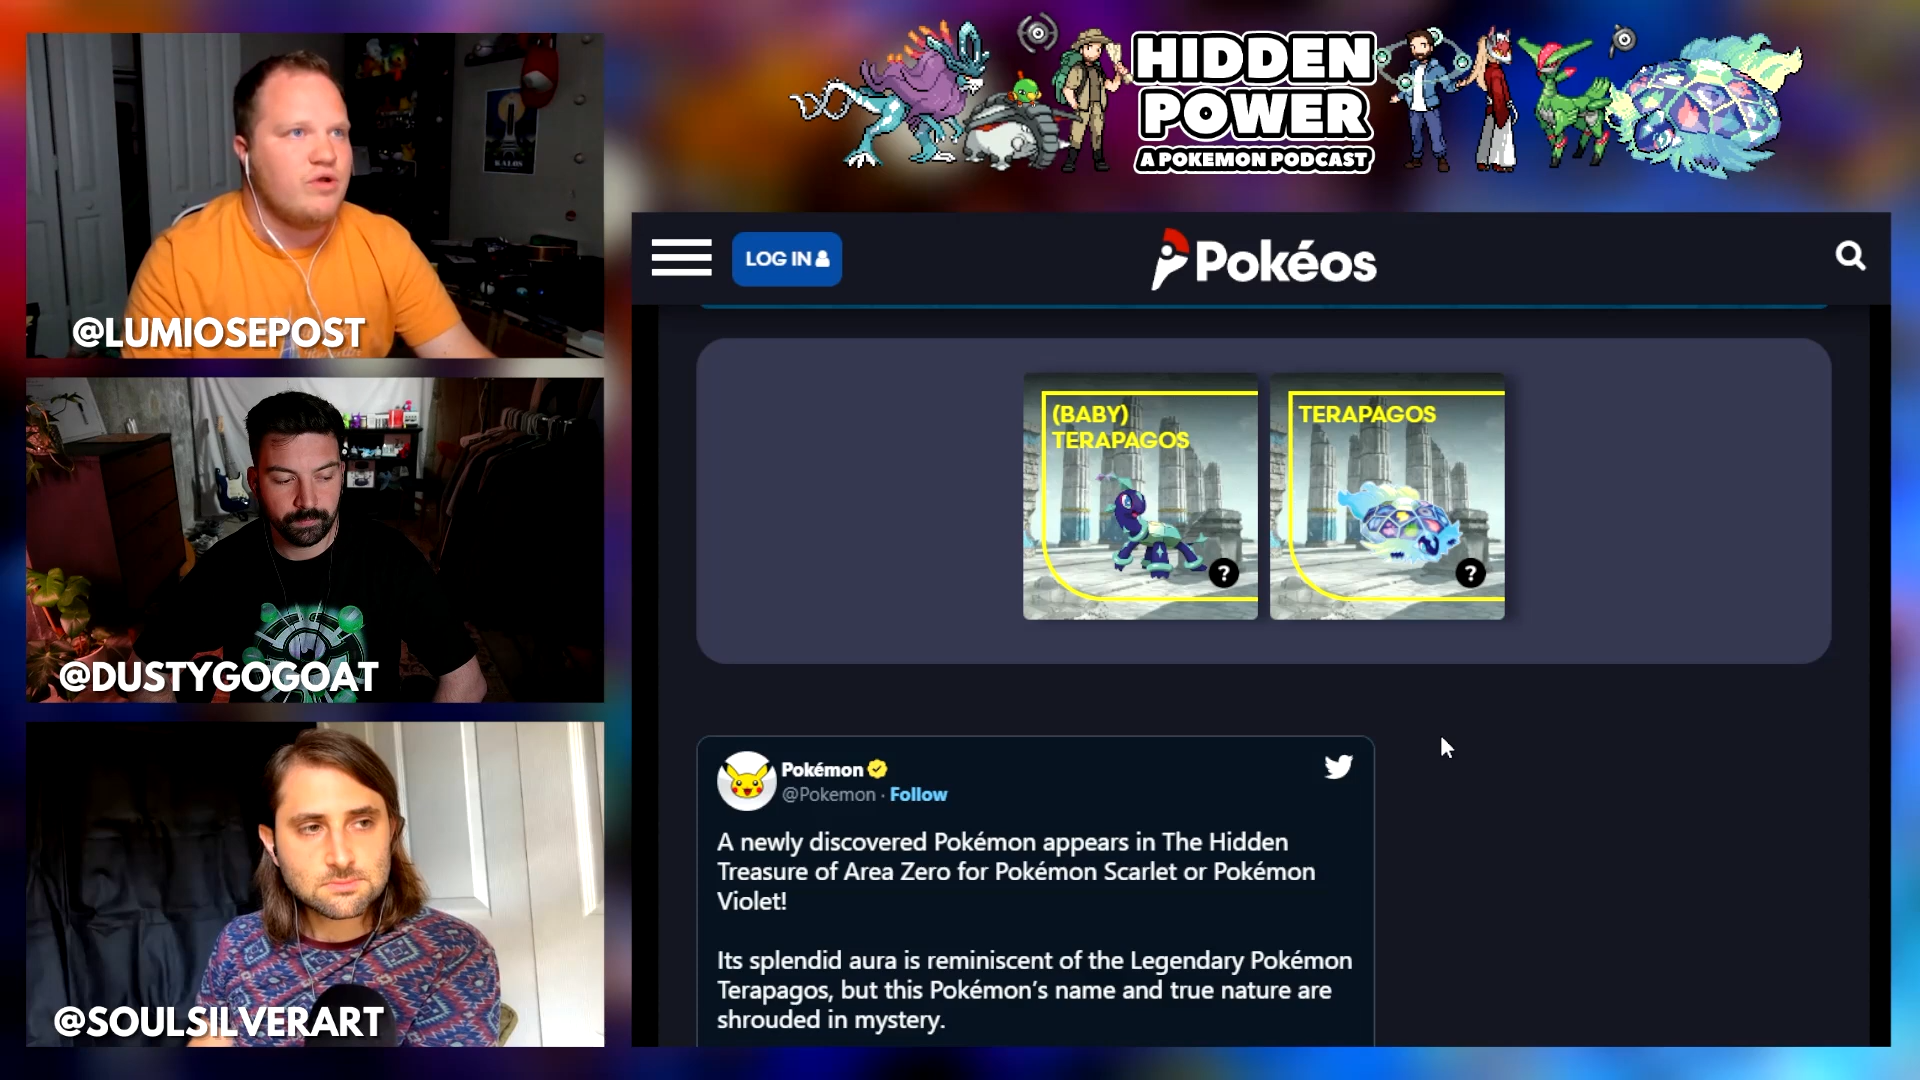 HIDDEN
POWER
A POKEMON PODCAST
LOG IN
Pokéos
KALOS
@LUMIOSEPOST
(BABY)
TERAPAGOS
?
TERAPAGOS
?
@DUSTYGOGOAT
Pokémon
@Pokemon · Follow
A newly discovered Pokémon appears in The Hidden
Treasure of Area Zero for Pokémon Scarlet or Pokémon
Violet!
Its splendid aura is reminiscent of the Legendary Pokémon
Terapagos, but this Pokémon’s name and true nature are
shrouded in mystery.
@SOULSILVERART